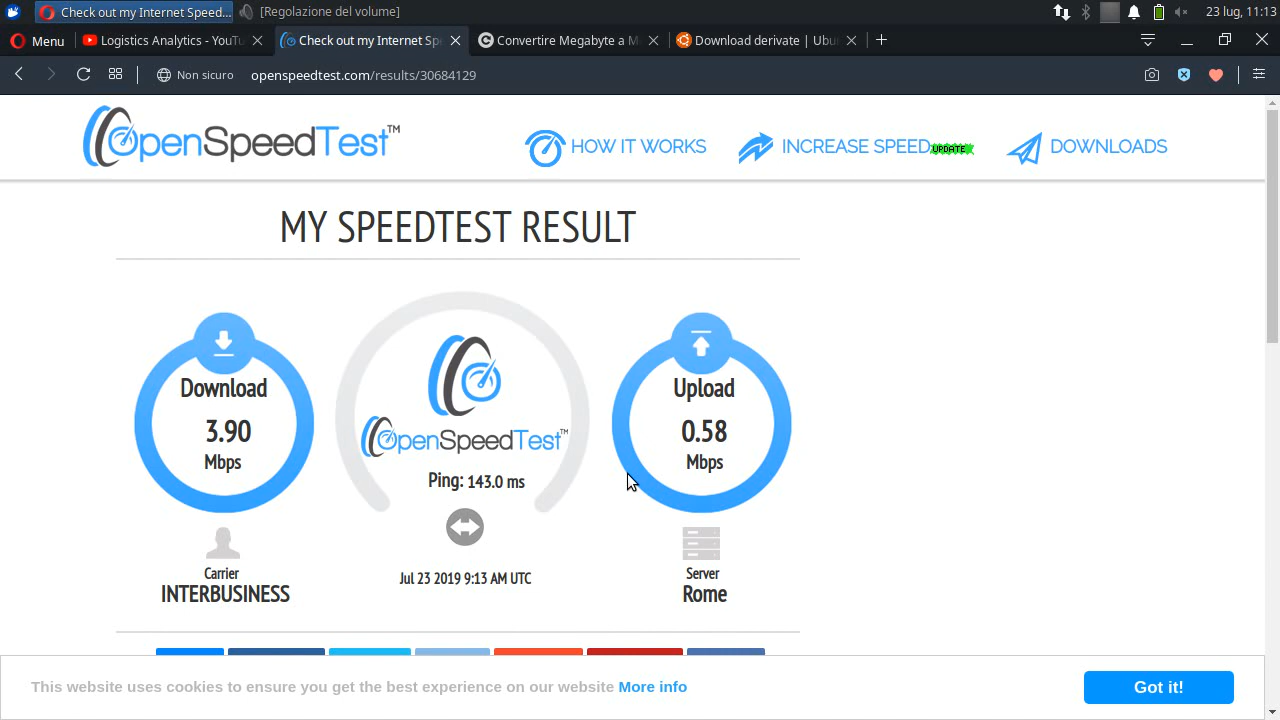 Check out my Internet Speed... [Regolazione del volume] 23 lug, 11:13
Menu Logistics Analytics - YouTu Check out my Internet Spe Convertire Megabyte a M Download derivate | Ubu
Non sicuro openspeedtest.com/results/30684129
OpenSpeedTest™ HOW IT WORKS INCREASE SPEED UPDATE DOWNLOADS
MY SPEEDTEST RESULT
Download Upload
3.90 OpenSpeedTest™ 0.58
Mbps Mbps
Ping: 143.0 ms
Carrier Jul 23 2019 9:13 AM UTC Server
INTERBUSINESS Rome
This website uses cookies to ensure you get the best experience on our website More info Got it!